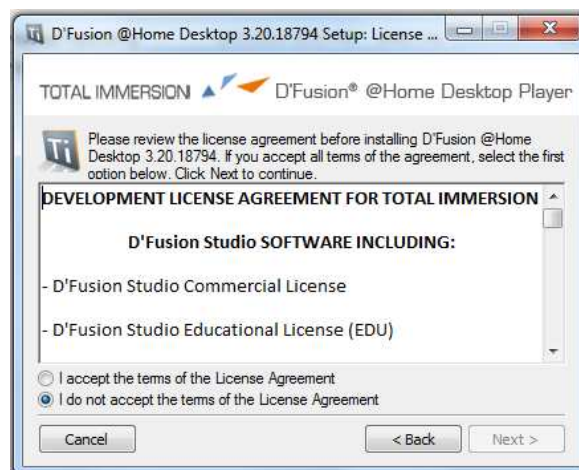 D'Fusion @Home Desktop 3.20.18794 Setup: License ...
TOTAL IMMERSION D'Fusion® @Home Desktop Player
Ti
Please review the license agreement before installing D'Fusion @Home
Desktop 3.20.18794. If you accept all terms of the agreement, select the first
option below. Click Next to continue.
DEVELOPMENT LICENSE AGREEMENT FOR TOTAL IMMERSION
D'Fusion Studio SOFTWARE INCLUDING:
- D'Fusion Studio Commercial License
- D'Fusion Studio Educational License (EDU)
I accept the terms of the License Agreement
I do not accept the terms of the License Agreement
Cancel < Back Next >